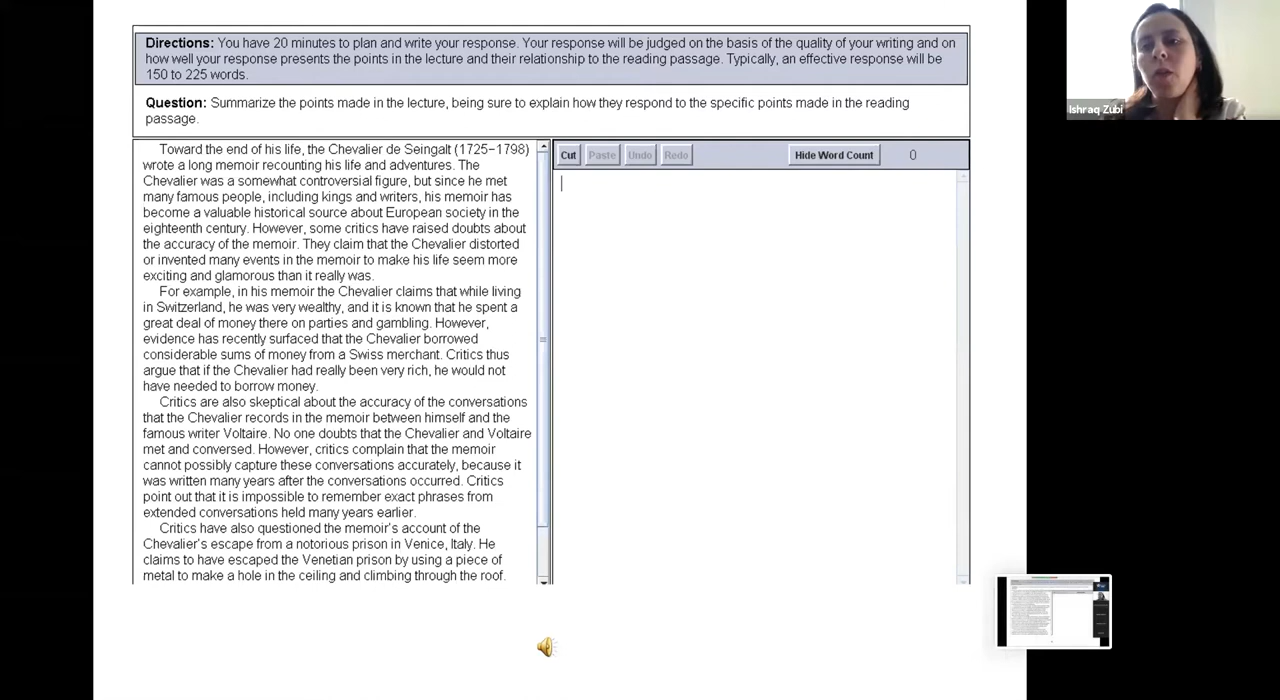 Directions: You have 20 minutes to plan and write your response. Your response will be judged on the basis of the quality of your writing and on
how well your response presents the points in the lecture and their relationship to the reading passage. Typically, an effective response will be
150 to 225 words.
Question: Summarize the points made in the lecture, being sure to explain how they respond to the specific points made in the reading
passage.
Toward the end of his life, the Chevalier de Seingalt (1725–1798)
wrote a long memoir recounting his life and adventures. The
Chevalier was a somewhat controversial figure, but since he met
many famous people, including kings and writers, his memoir has
become a valuable historical source about European society in the
eighteenth century. However, some critics have raised doubts about
the accuracy of the memoir. They claim that the Chevalier distorted
or invented many events in the memoir to make his life seem more
exciting and glamorous than it really was.
For example, in his memoir the Chevalier claims that while living
in Switzerland, he was very wealthy, and it is known that he spent a
great deal of money there on parties and gambling. However,
evidence has recently surfaced that the Chevalier borrowed
considerable sums of money from a Swiss merchant. Critics thus
argue that if the Chevalier had really been very rich, he would not
have needed to borrow money.
Critics are also skeptical about the accuracy of the conversations
that the Chevalier records in the memoir between himself and the
famous writer Voltaire. No one doubts that the Chevalier and Voltaire
met and conversed. However, critics complain that the memoir
cannot possibly capture these conversations accurately, because it
was written many years after the conversations occurred. Critics
point out that it is impossible to remember exact phrases from
extended conversations held many years earlier.
Critics have also questioned the memoir's account of the
Chevalier's escape from a notorious prison in Venice, Italy. He
claims to have escaped the Venetian prison by using a piece of
metal to make a hole in the ceiling and climbing through the roof.
Cut Paste Undo Redo Hide Word Count 0
Ishraq Zubi